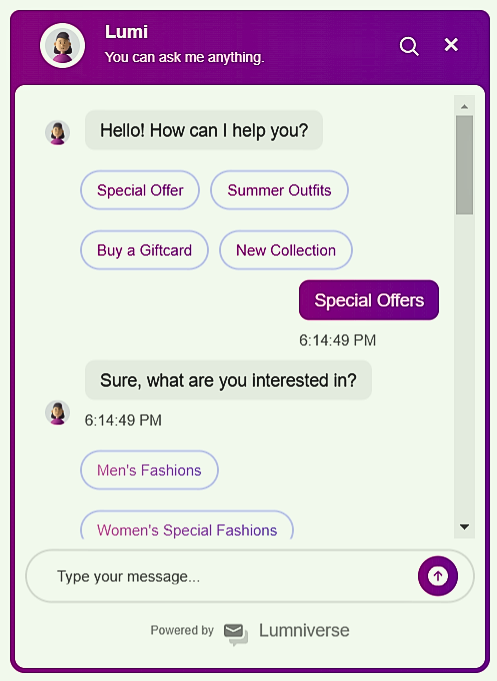 Lumi
You can ask me anything.
Hello! How can I help you?
Special Offer Summer Outfits
Buy a Giftcard New Collection
Special Offers
6:14:49 PM
Sure, what are you interested in?
6:14:49 PM
Men's Fashions
Women's Special Fashions
Type your message...
Powered by Lumniverse